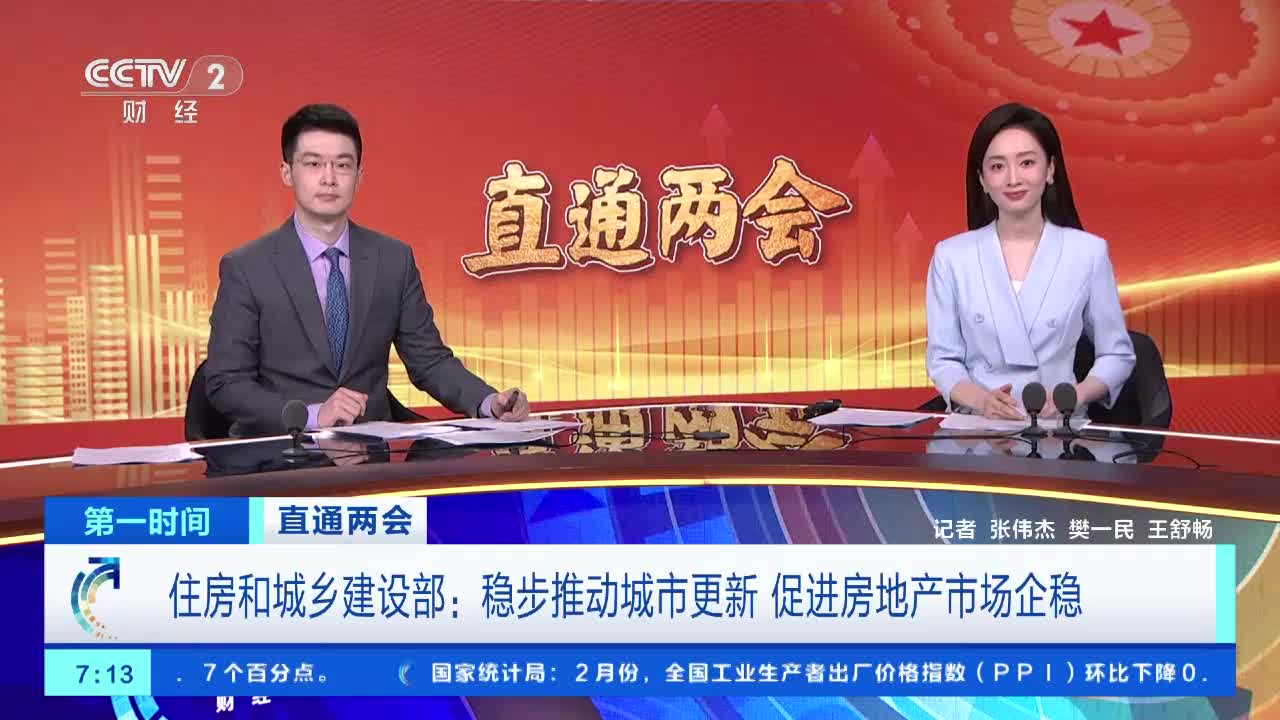 CCTV 2
财 经
直通两会
第一时间
直通两会
记者 张伟杰 樊一民 王舒畅
住房和城乡建设部：稳步推动城市更新 促进房地产市场企稳
7:13
．７个百分点。 国家统计局：２月份，全国工业生产者出厂价格指数（ＰＰＩ）环比下降０．
财 经